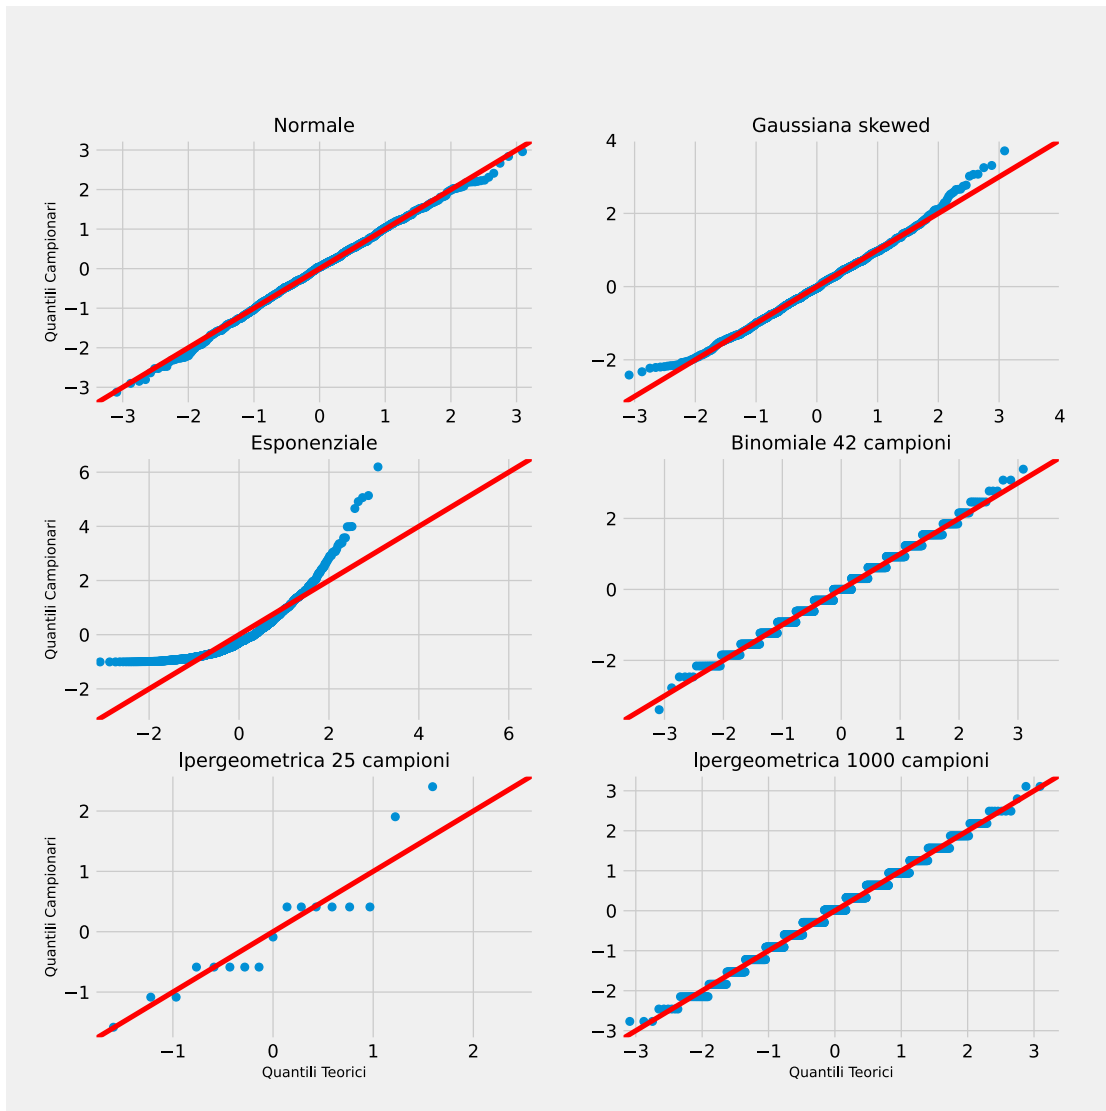 Normale
Gaussiana skewed
Quantili Campionari
3
2
1
0
−1
−2
−3
−3 −2 −1 0 1 2 3
4
2
0
−2
−3 −2 −1 0 1 2 3 4
Esponenziale
Binomiale 42 campioni
Quantili Campionari
6
4
2
0
−2
−2 0 2 4 6
2
0
−2
−3 −2 −1 0 1 2 3
Ipergeometrica 25 campioni
Ipergeometrica 1000 campioni
Quantili Campionari
2
1
0
−1
−1 0 1 2
Quantili Teorici
3
2
1
0
−1
−2
−3
−3 −2 −1 0 1 2 3
Quantili Teorici